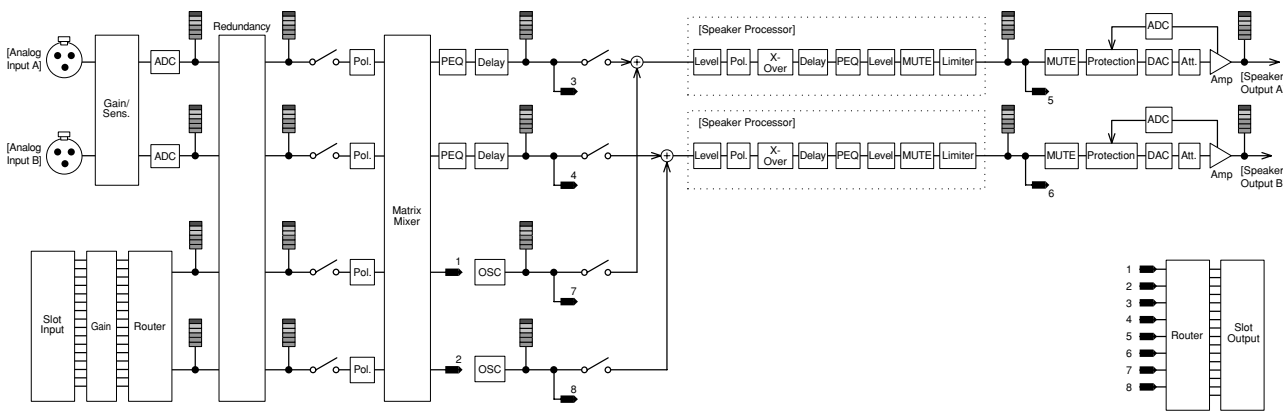 Redundancy
[Analog
Input A]
ADC
Gain/
Sens.
Pol.
PEQ
Delay
3
[Speaker Processor]
Level
Pol.
X-
Over
Delay
PEQ
Level
MUTE
Limiter
5
MUTE
ADC
Protection
DAC
Att.
Amp
[Speaker
Output A]
[Analog
Input B]
ADC
Pol.
PEQ
Delay
4
[Speaker Processor]
Level
Pol.
X-
Over
Delay
PEQ
Level
MUTE
Limiter
6
MUTE
ADC
Protection
DAC
Att.
Amp
[Speaker
Output B]
Matrix
Mixer
Slot
Input
Gain
Router
Pol.
1
OSC
7
Pol.
2
OSC
8
1
2
3
4
5
6
7
8
Router
Slot
Output